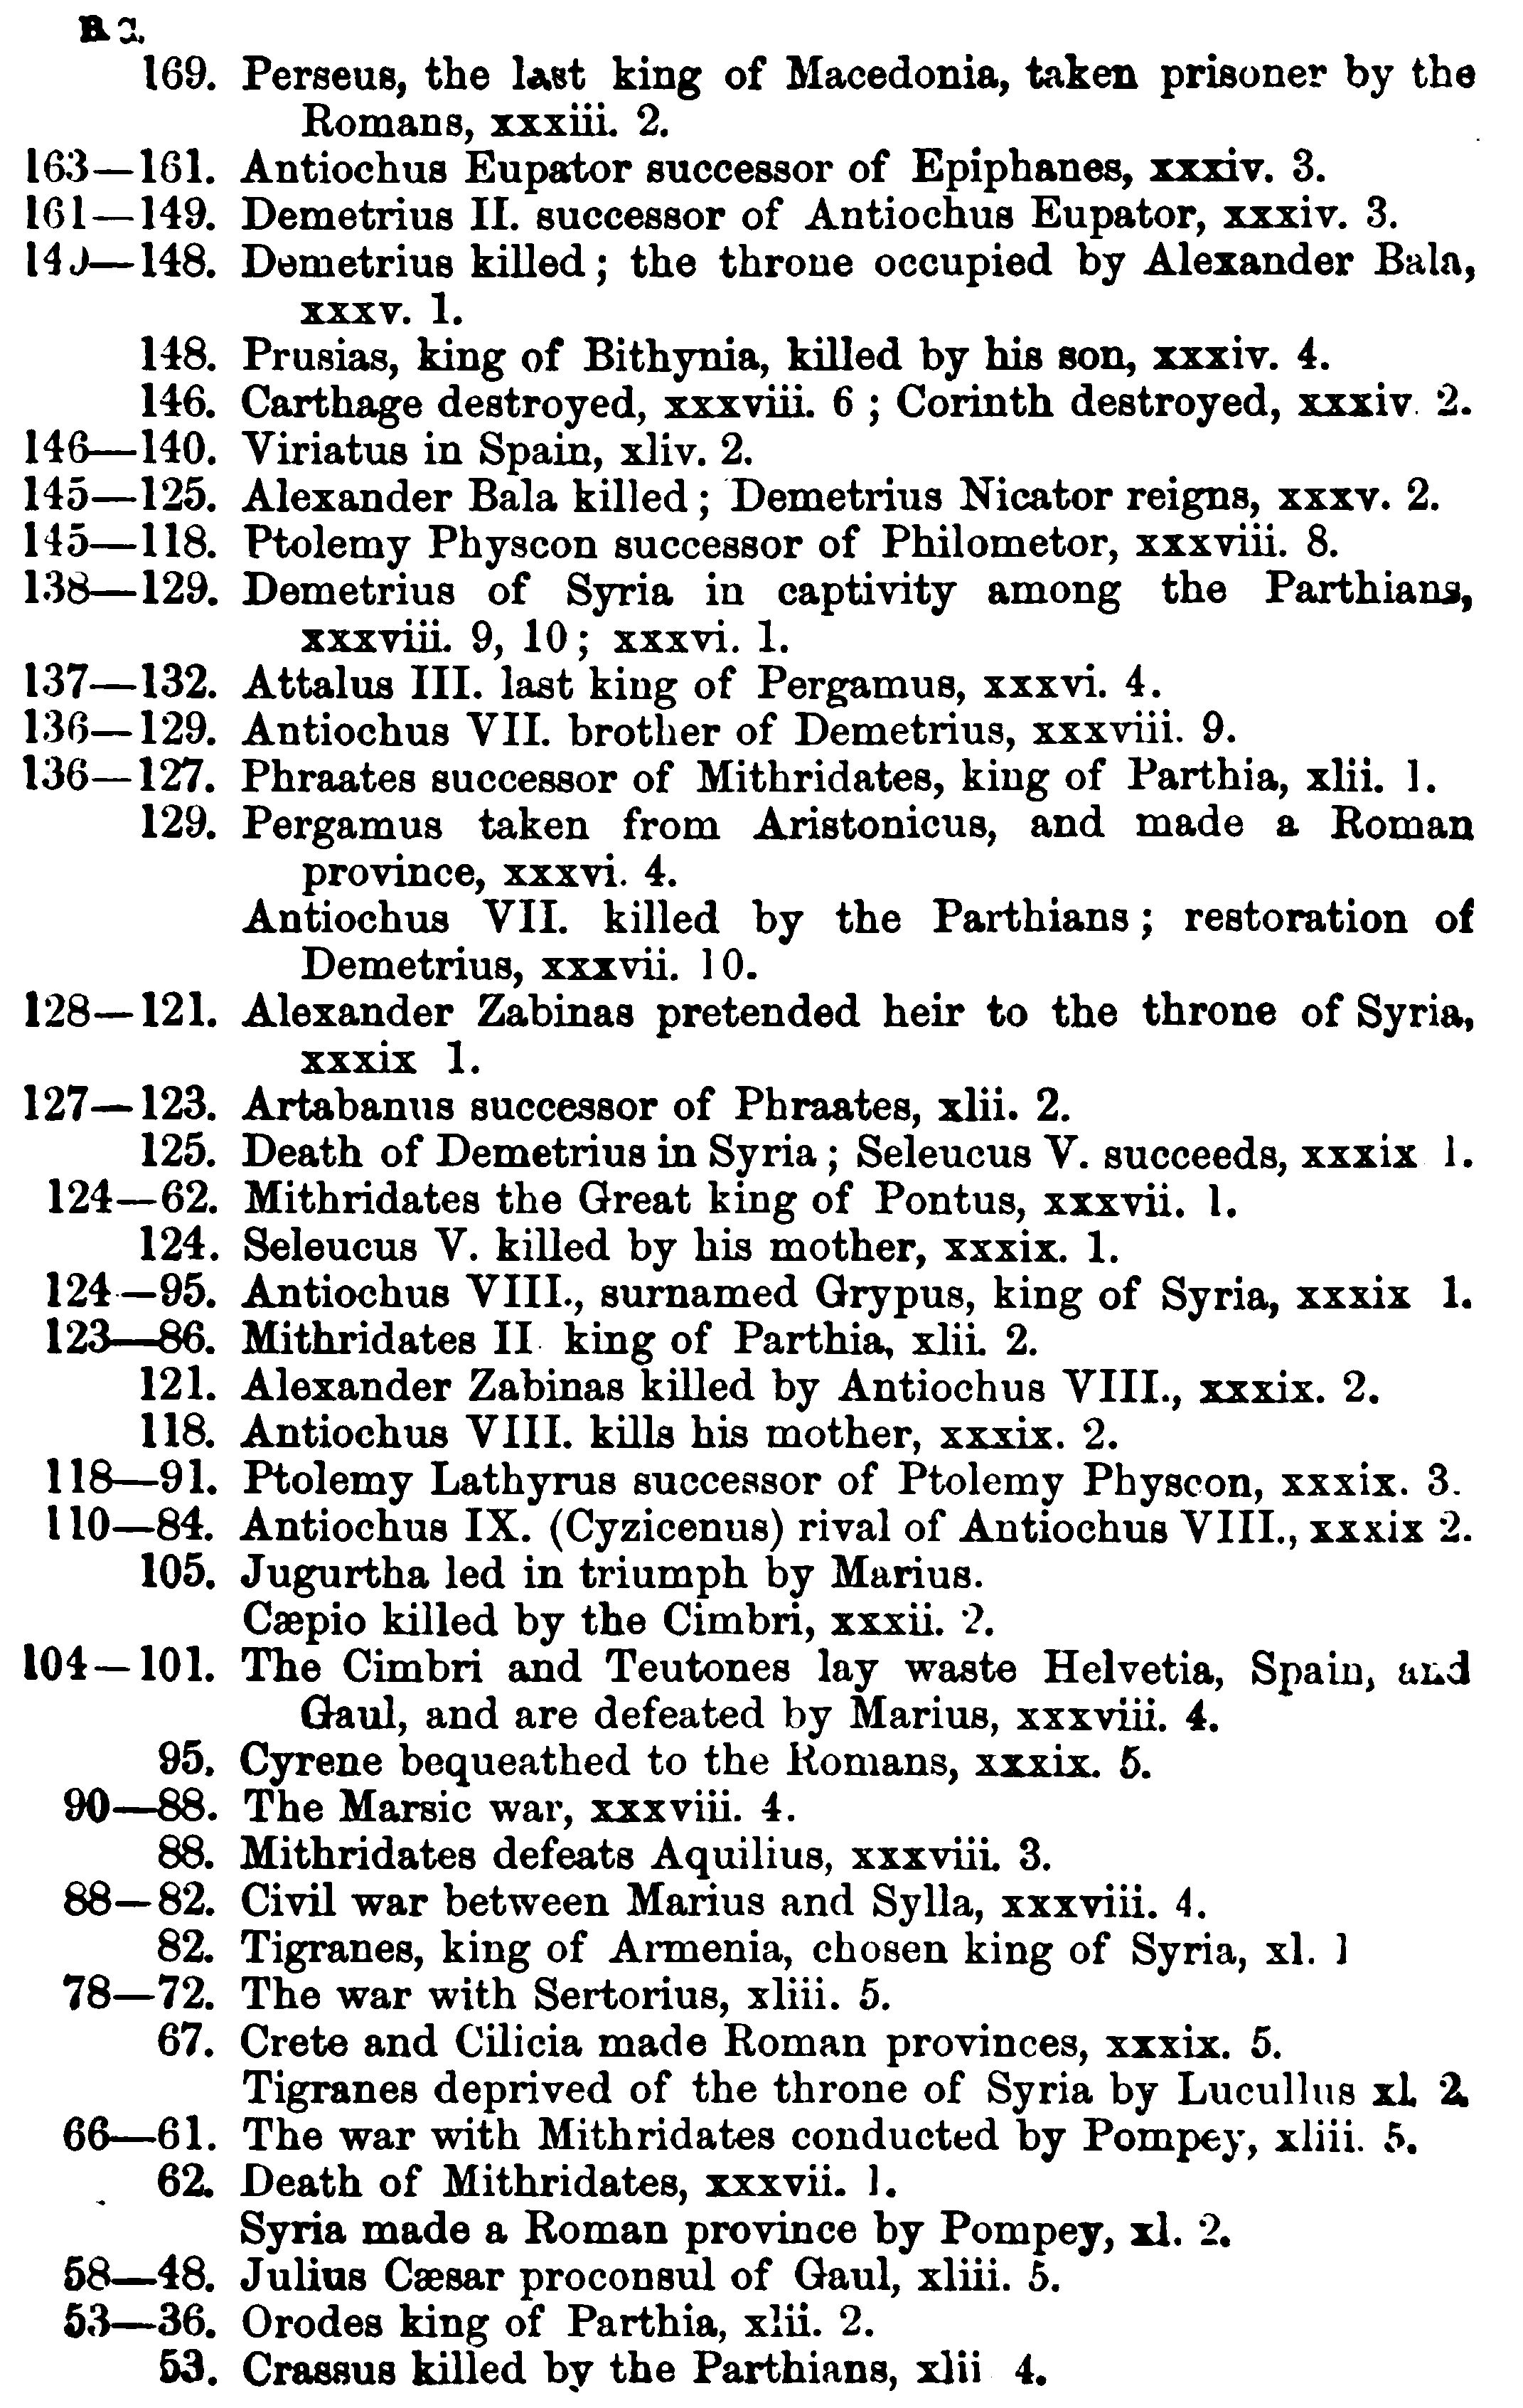 B.C.
169. Perseus, the last king of Macedonia, taken prisoner by the
Romans, xxxiii. 2.
163—161. Antiochus Eupator successor of Epiphanes, xxxiv. 3.
161—149. Demetrius II. successor of Antiochus Eupator, xxxiv. 3.
149—148. Demetrius killed; the throne occupied by Alexander Bala,
xxxv. 1.
148. Prusias, king of Bithynia, killed by his son, xxxiv. 4.
146. Carthage destroyed, xxxviii. 6; Corinth destroyed, xxxiv. 2.
146—140. Viriatus in Spain, xliv. 2.
145—125. Alexander Bala killed; Demetrius Nicator reigns, xxxv. 2.
145—118. Ptolemy Physcon successor of Philometor, xxxviii. 8.
138—129. Demetrius of Syria in captivity among the Parthians,
xxxviii. 9, 10; xxxvi. 1.
137—132. Attalus III. last king of Pergamus, xxxvi. 4.
136—129. Antiochus VII. brother of Demetrius, xxxviii. 9.
136—127. Phraates successor of Mithridates, king of Parthia, xlii. 1.
129. Pergamus taken from Aristonicus, and made a Roman
province, xxxvi. 4.
Antiochus VII. killed by the Parthians; restoration of
Demetrius, xxxvii. 10.
128—121. Alexander Zabinas pretended heir to the throne of Syria,
xxxix 1.
127—123. Artabanus successor of Phraates, xlii. 2.
125. Death of Demetrius in Syria; Seleucus V. succeeds, xxxix 1.
124—62. Mithridates the Great king of Pontus, xxxvii. 1.
124. Seleucus V. killed by his mother, xxxix. 1.
124—95. Antiochus VIII., surnamed Grypus, king of Syria, xxxix 1.
123—86. Mithridates II. king of Parthia, xlii. 2.
121. Alexander Zabinas killed by Antiochus VIII., xxxix. 2.
118. Antiochus VIII. kills his mother, xxxix. 2.
118—91. Ptolemy Lathyrus successor of Ptolemy Physcon, xxxix. 3.
110—84. Antiochus IX. (Cyzicenus) rival of Antiochus VIII., xxxix 2.
105. Jugurtha led in triumph by Marius.
Cæpio killed by the Cimbri, xxxii. 2.
104—101. The Cimbri and Teutones lay waste Helvetia, Spain, and
Gaul, and are defeated by Marius, xxxviii. 4.
95. Cyrene bequeathed to the Romans, xxxix. 5.
90—88. The Marsic war, xxxviii. 4.
88. Mithridates defeats Aquilius, xxxviii. 3.
88—82. Civil war between Marius and Sylla, xxxviii. 4.
82. Tigranes, king of Armenia, chosen king of Syria, xl. 1
78—72. The war with Sertorius, xliii. 5.
67. Crete and Cilicia made Roman provinces, xxxix. 5.
Tigranes deprived of the throne of Syria by Lucullus xl. 2.
66—61. The war with Mithridates conducted by Pompey, xliii. 5.
62. Death of Mithridates, xxxvii. 1.
Syria made a Roman province by Pompey, xl. 2.
58—48. Julius Cæsar proconsul of Gaul, xliii. 5.
53—36. Orodes king of Parthia, xlii. 2.
53. Crassus killed by the Parthians, xlii 4.